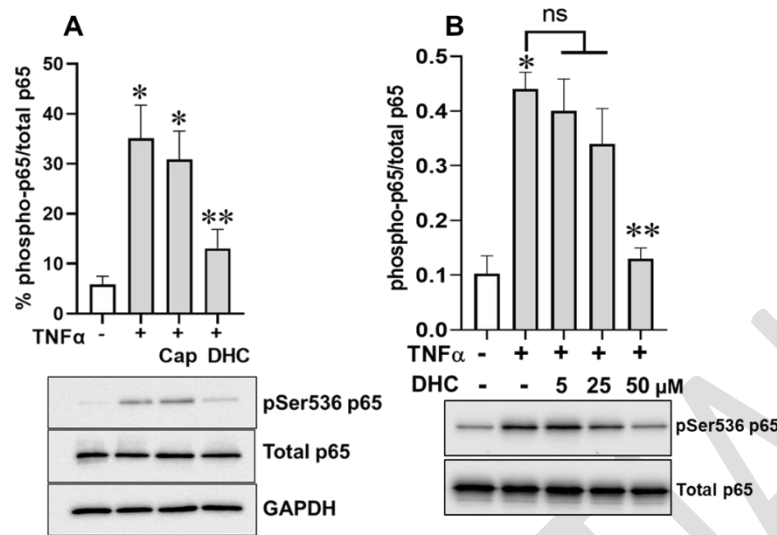 A
% phospho-p65/total p65
50
40
30
20
10
0
* * **
TNFα - + + +
Cap DHC
pSer536 p65
Total p65
GAPDH
B
ns
phospho-p65/total p65
0.5
0.4
0.3
0.2
0.1
0.0
* **
TNFα - + + + +
DHC - - 5 25 50 µM
pSer536 p65
Total p65